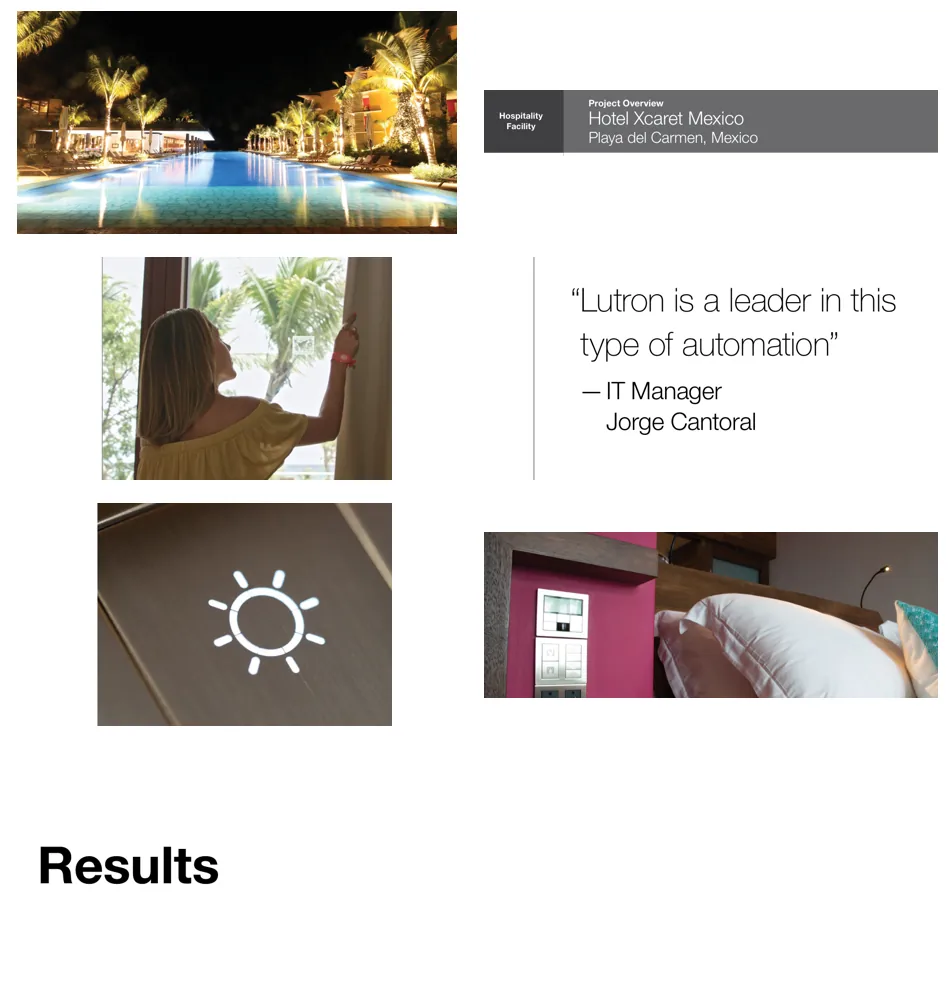 Hospitality
Facility
Project Overview
Hotel Xcaret Mexico
Playa del Carmen, Mexico
“Lutron is a leader in this
type of automation”
— IT Manager
Jorge Cantoral
Results